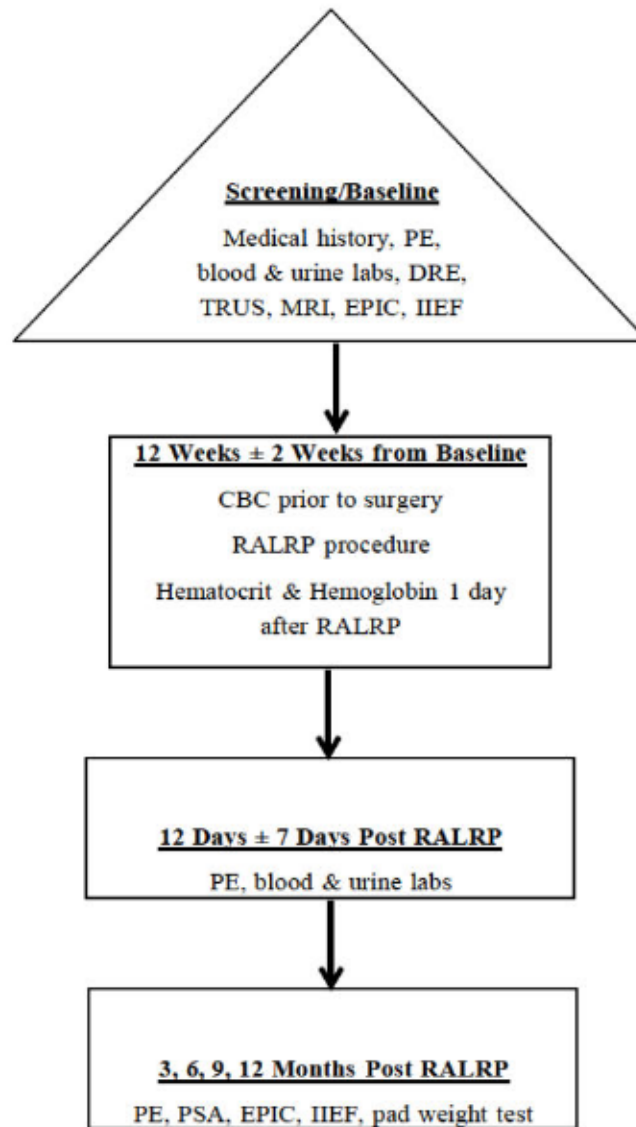 Screening/Baseline
Medical history, PE,
blood & urine labs, DRE,
TRUS, MRI, EPIC, IIEF
12 Weeks ± 2 Weeks from Baseline
CBC prior to surgery
RALRP procedure
Hematocrit & Hemoglobin 1 day
after RALRP
12 Days ± 7 Days Post RALRP
PE, blood & urine labs
3, 6, 9, 12 Months Post RALRP
PE, PSA, EPIC, IIEF, pad weight test